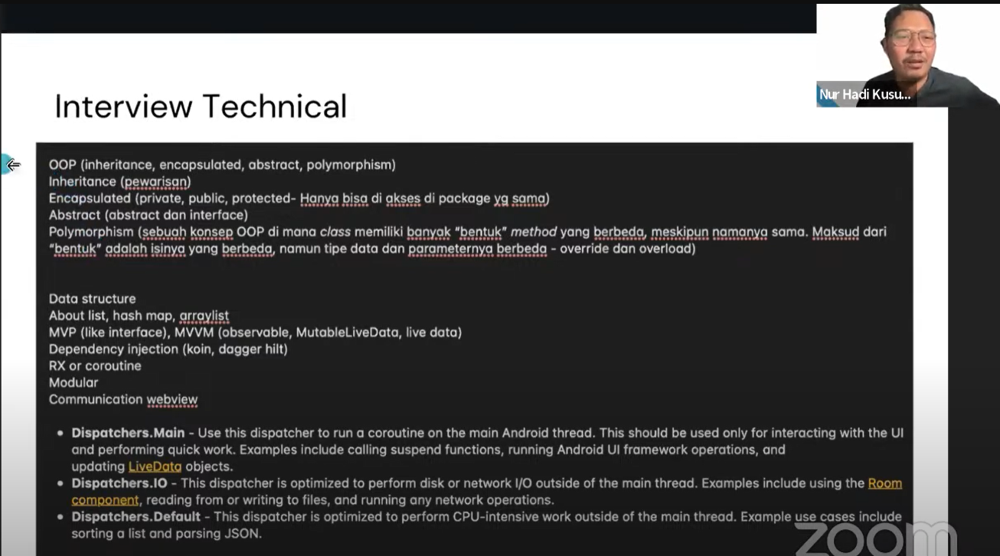 Nur Hadi Kusu...
Interview Technical
OOP (inheritance, encapsulated, abstract, polymorphism)
Inheritance (pewarisan)
Encapsulated (private, public, protected- Hanya bisa di akses di package yg sama)
Abstract (abstract dan interface)
Polymorphism (sebuah konsep OOP di mana class memiliki banyak “bentuk” method yang berbeda, meskipun namanya sama. Maksud dari
“bentuk” adalah isinya yang berbeda, namun tipe data dan parameternya berbeda - override dan overload)
Data structure
About list, hash map, arraylist
MVP (like interface), MVVM (observable, MutableLiveData, live data)
Dependency injection (koin, dagger hilt)
RX or coroutine
Modular
Communication webview
• Dispatchers.Main - Use this dispatcher to run a coroutine on the main Android thread. This should be used only for interacting with the UI
and performing quick work. Examples include calling suspend functions, running Android UI framework operations, and
updating LiveData objects.
• Dispatchers.IO - This dispatcher is optimized to perform disk or network I/O outside of the main thread. Examples include using the Room
component, reading from or writing to files, and running any network operations.
• Dispatchers.Default - This dispatcher is optimized to perform CPU-intensive work outside of the main thread. Example use cases include
sorting a list and parsing JSON.
zoom